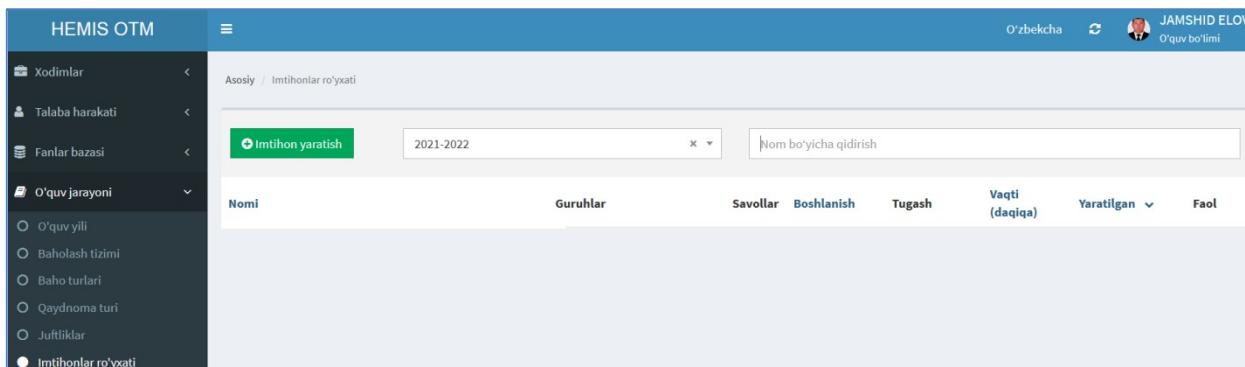 HEMIS OTM
O'zbekcha
JAMSHID ELOV
O'quv bo'limi
Xodimlar
Talaba harakati
Fanlar bazasi
O'quv jarayoni
O'quv yili
Baholash tizimi
Baho turlari
Qaydnoma turi
Juftliklar
Imtihonlar ro'yxati
Asosiy / Imtihonlar ro'yxati
Imtihon yaratish
2021-2022
Nom bo'yicha qidirish
Nomi Guruhlar Savollar Boshlanish Tugash Vaqti (daqiqa) Yaratilgan Faol